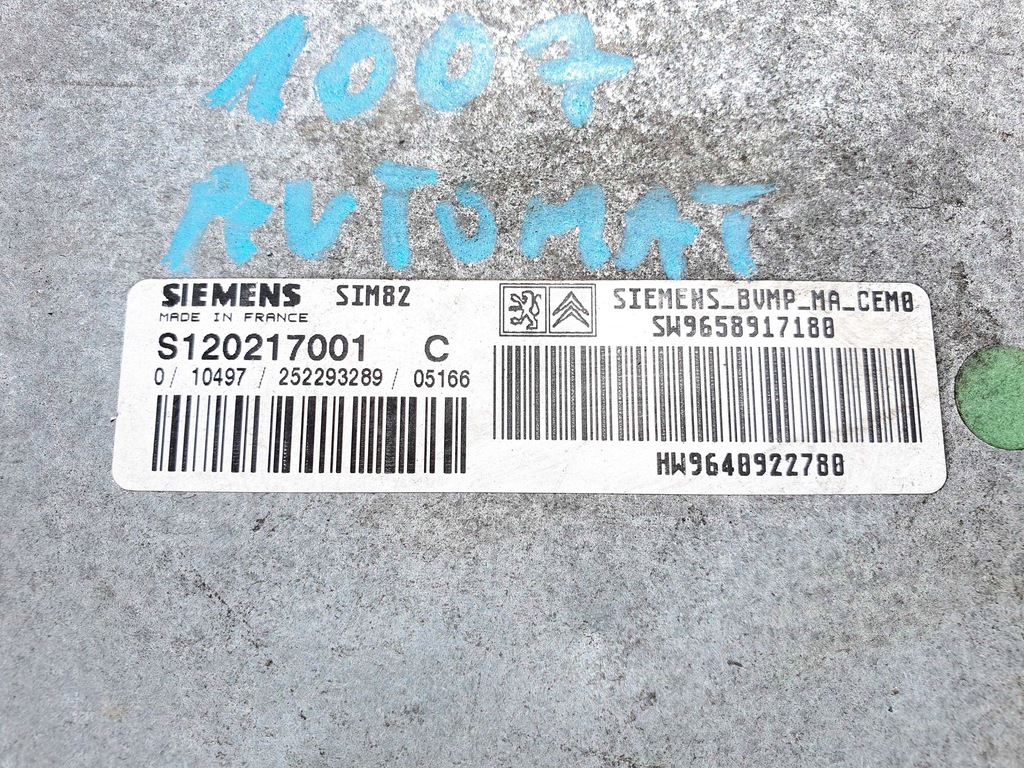 1007
AUTOMAT
SIEMENS SIM82
MADE IN FRANCE
S120217001 C
0/ 10497 / 252293289 / 05166
SIEMENS_BVMP_MA_CEM0
SW9658917180
HW9640922780